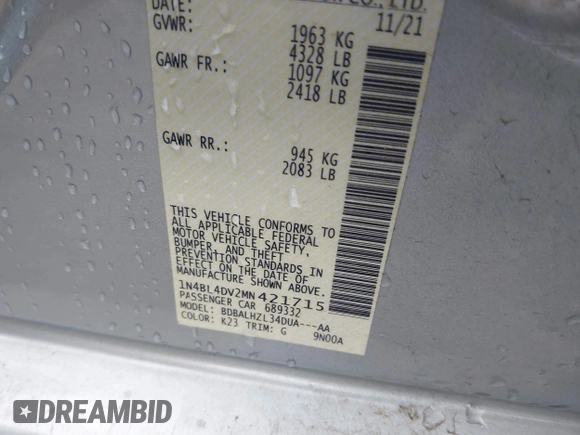 CO., LTD.
DATE: 11/21
GVWR: 1963 KG
4328 LB
GAWR FR.: 1097 KG
2418 LB
GAWR RR.: 945 KG
2083 LB
THIS VEHICLE CONFORMS TO
ALL APPLICABLE FEDERAL
MOTOR VEHICLE SAFETY,
BUMPER, AND THEFT
PREVENTION STANDARDS IN
EFFECT ON THE DATE OF
MANUFACTURE SHOWN ABOVE.
1N4BL4DV2MN421715
PASSENGER CAR 689332
MODEL: BDBALHZL34DUA---AA
COLOR: K23 TRIM: G 9N00A
DREAMBID